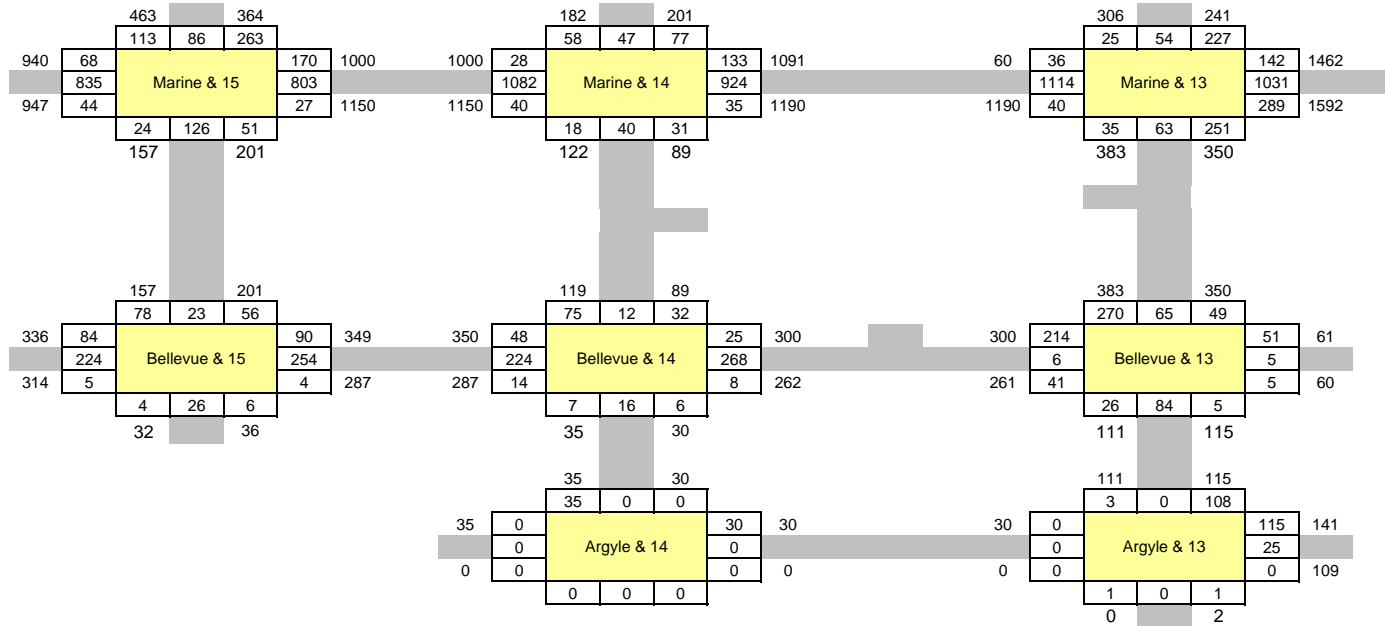 463 364 182 201 306 241
113 86 263 58 47 77 25 54 227
940 68 170 1000 1000 28 133 1091 60 36 142 1462
835 Marine & 15 803 1082 Marine & 14 924 1114 Marine & 13 1031
947 44 27 1150 1150 40 35 1190 1190 40 289 1592
24 126 51 18 40 31 35 63 251
157 201 122 89 383 350
157 201 119 89 383 350
78 23 56 75 12 32 270 65 49
336 84 90 349 350 48 25 300 300 214 51 61
224 Bellevue & 15 254 224 Bellevue & 14 268 6 Bellevue & 13 5
314 5 4 287 287 14 8 262 261 41 5 60
4 26 6 7 16 6 26 84 5
32 36 35 30 111 115
35 30 111 115
35 0 0 3 0 108
35 0 30 30 30 0 115 141
0 Argyle & 14 0 0 Argyle & 13 25
0 0 0 0 0 0 0 109
0 0 0 1 0 1
0 2